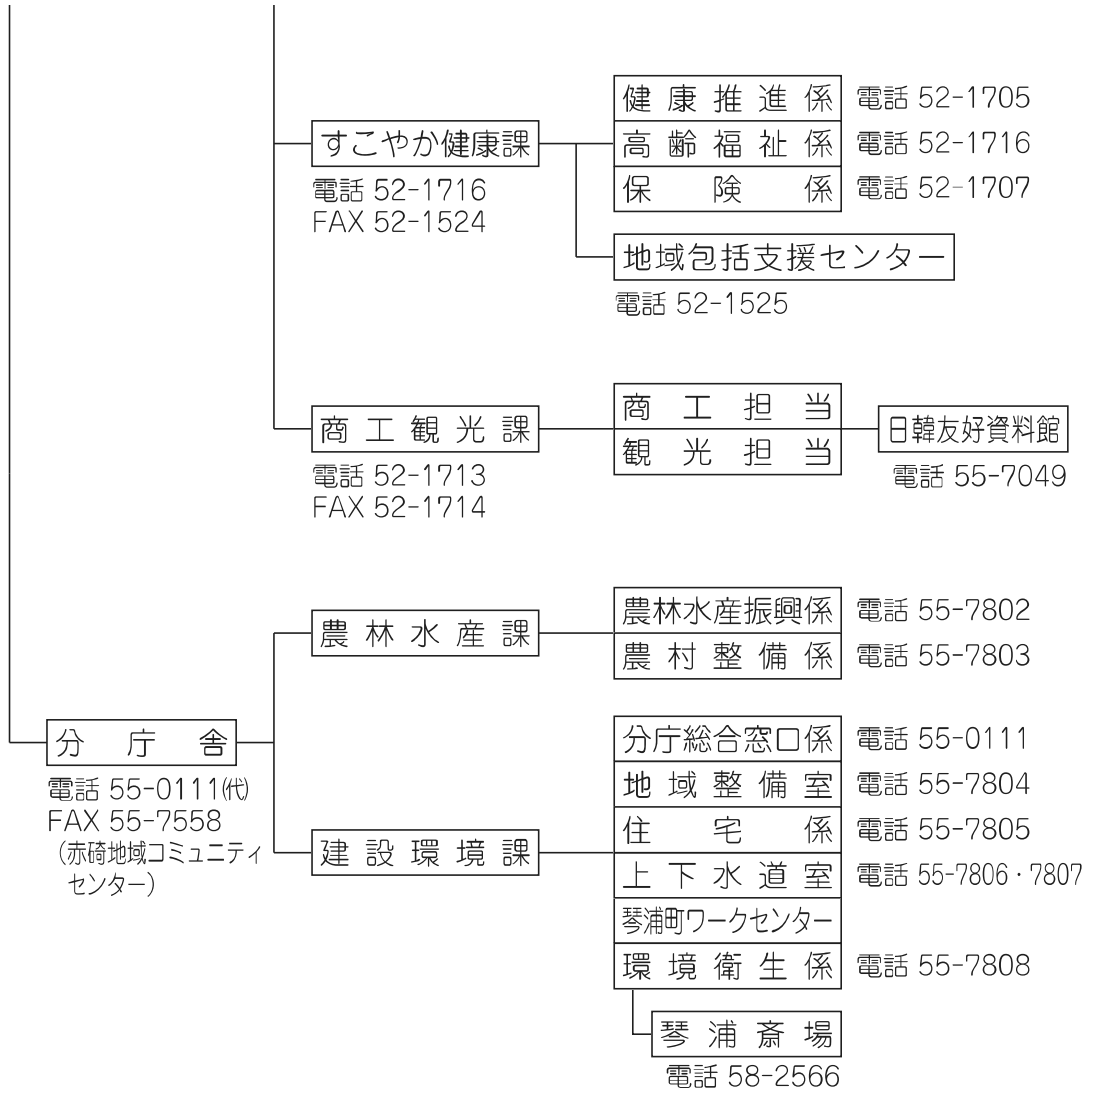 すこやか健康課
電話 52-1716
FAX 52-1524
健康推進係 電話 52-1705
高齢福祉係 電話 52-1716
保険係 電話 52-1707
地域包括支援センター
電話 52-1525
商工観光課
電話 52-1713
FAX 52-1714
商工担当
観光担当
日韓友好資料館
電話 55-7049
分庁舎
電話 55-0111(代)
FAX 55-7558
（赤碕地域コミュニティ
センター）
農林水産課
農林水産振興係 電話 55-7802
農村整備係 電話 55-7803
建設環境課
分庁総合窓口係 電話 55-0111
地域整備室 電話 55-7804
住宅係 電話 55-7805
上下水道室 電話 55-7806・7807
琴浦町ワークセンター
環境衛生係 電話 55-7808
琴浦斎場
電話 58-2566